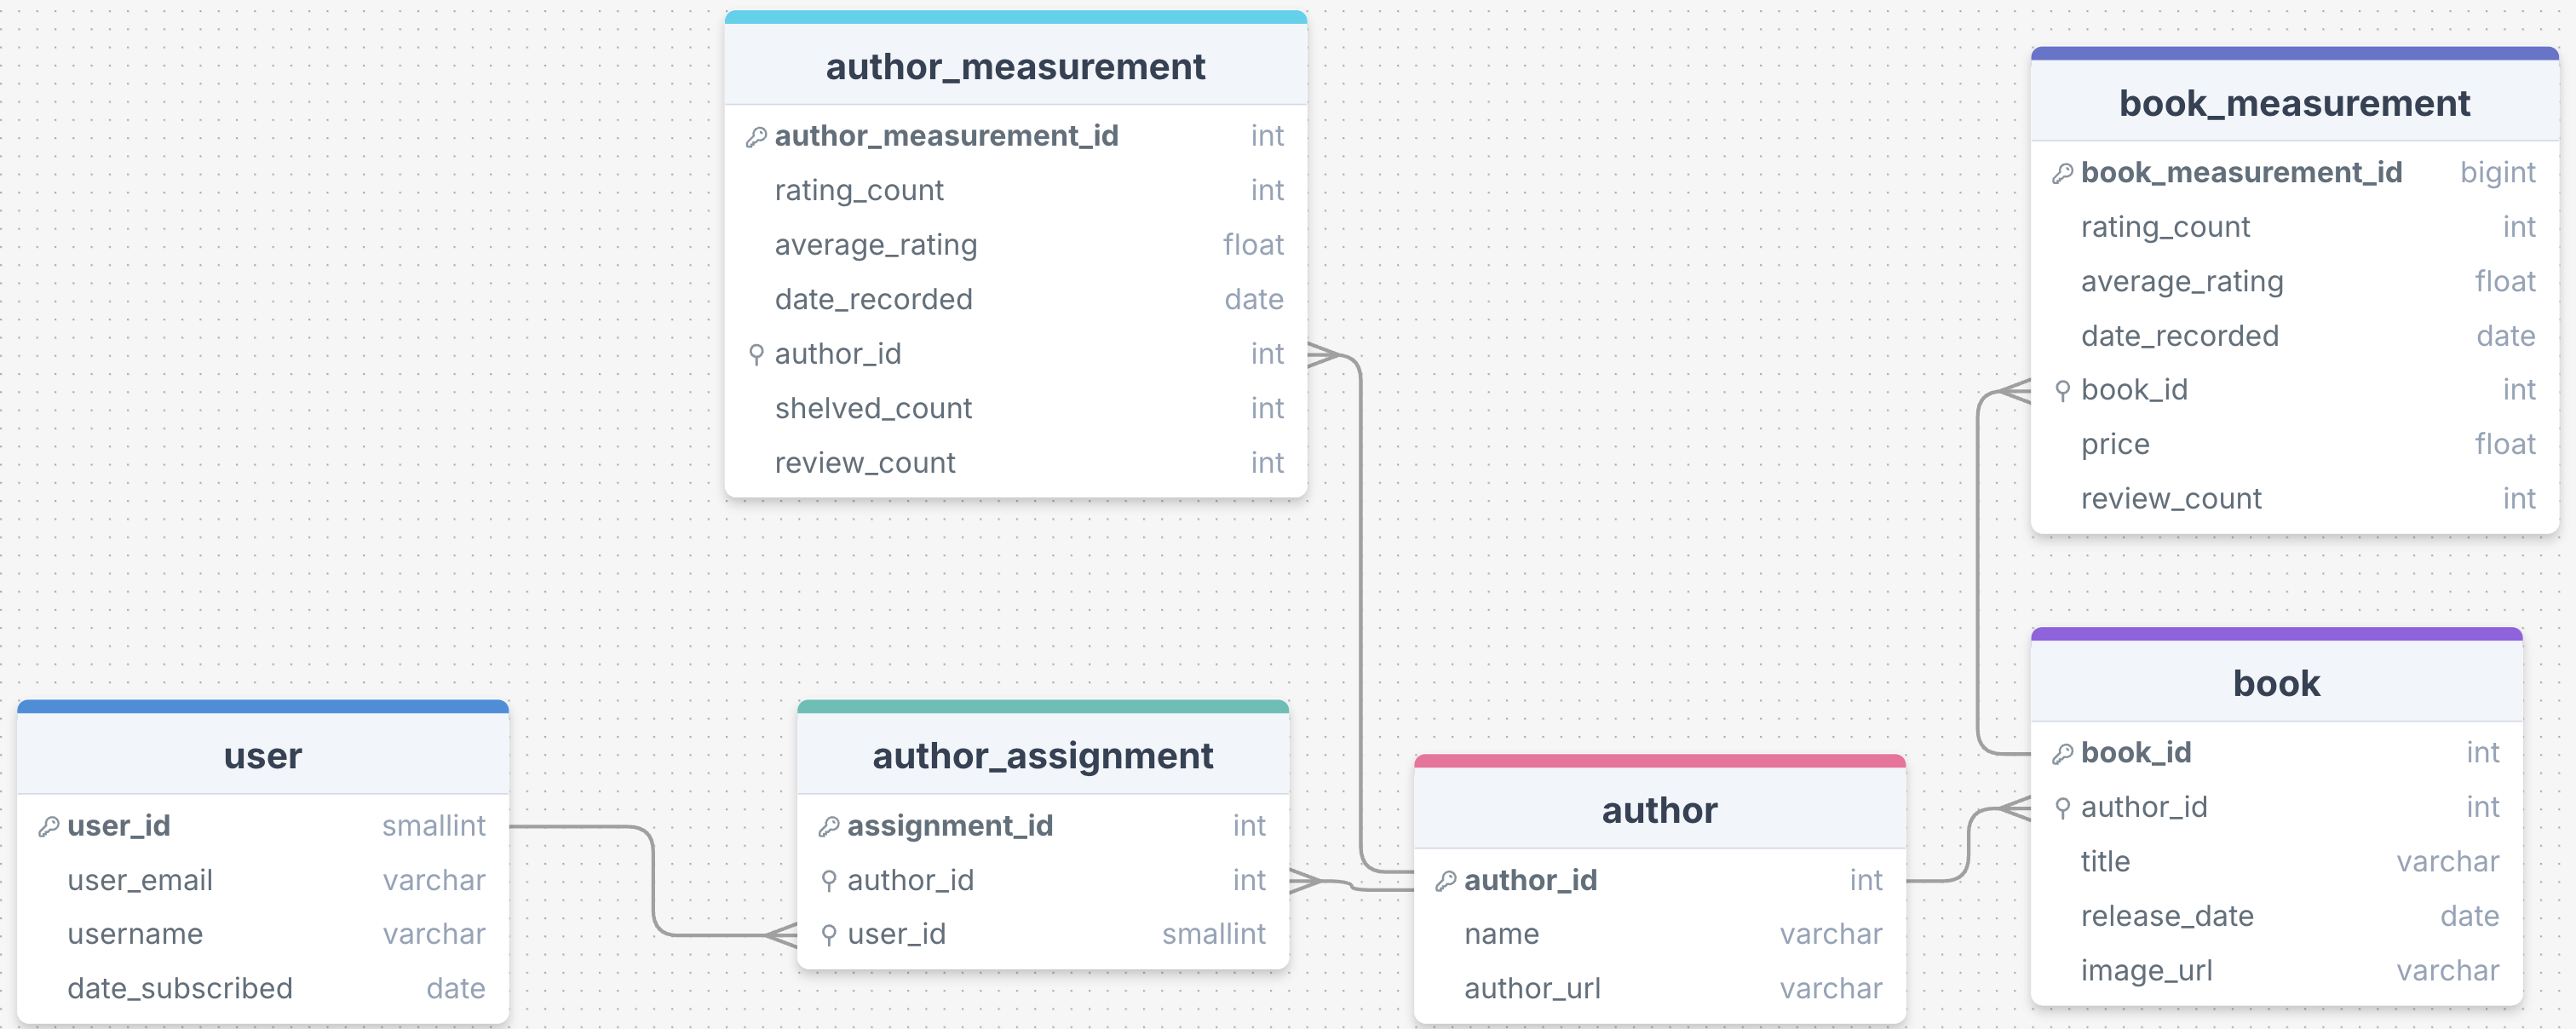 author_measurement
author_measurement_id int
rating_count int
average_rating float
date_recorded date
author_id int
shelved_count int
review_count int
book_measurement
book_measurement_id bigint
rating_count int
average_rating float
date_recorded date
book_id int
price float
review_count int
user
user_id smallint
user_email varchar
username varchar
date_subscribed date
author_assignment
assignment_id int
author_id int
user_id smallint
author
author_id int
name varchar
author_url varchar
book
book_id int
author_id int
title varchar
release_date date
image_url varchar